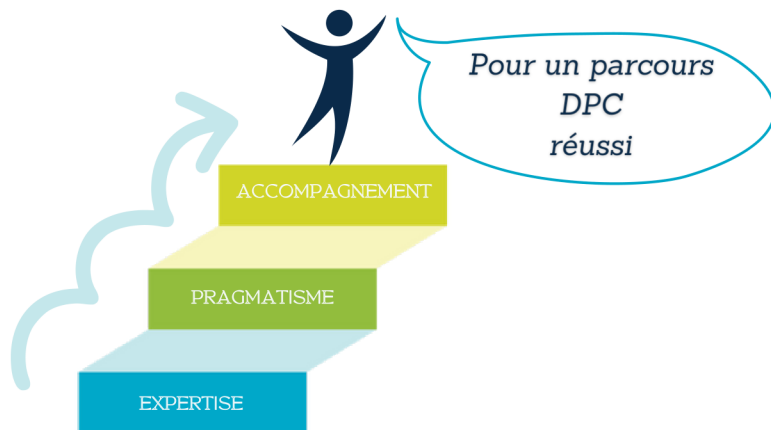 Pour un parcours
DPC
réussi
ACCOMPAGNEMENT
PRAGMATISME
EXPERTISE